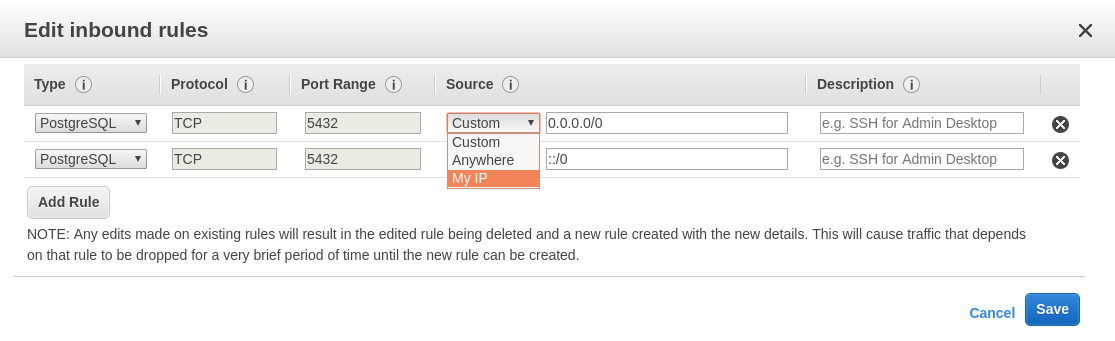 Edit inbound rules
Type Protocol Port Range Source Description
PostgreSQL TCP 5432 Custom 0.0.0.0/0 e.g. SSH for Admin Desktop
Custom
Anywhere
PostgreSQL TCP 5432 ::/0 e.g. SSH for Admin Desktop
My IP
Add Rule
NOTE: Any edits made on existing rules will result in the edited rule being deleted and a new rule created with the new details. This will cause traffic that depends
on that rule to be dropped for a very brief period of time until the new rule can be created.
Cancel Save